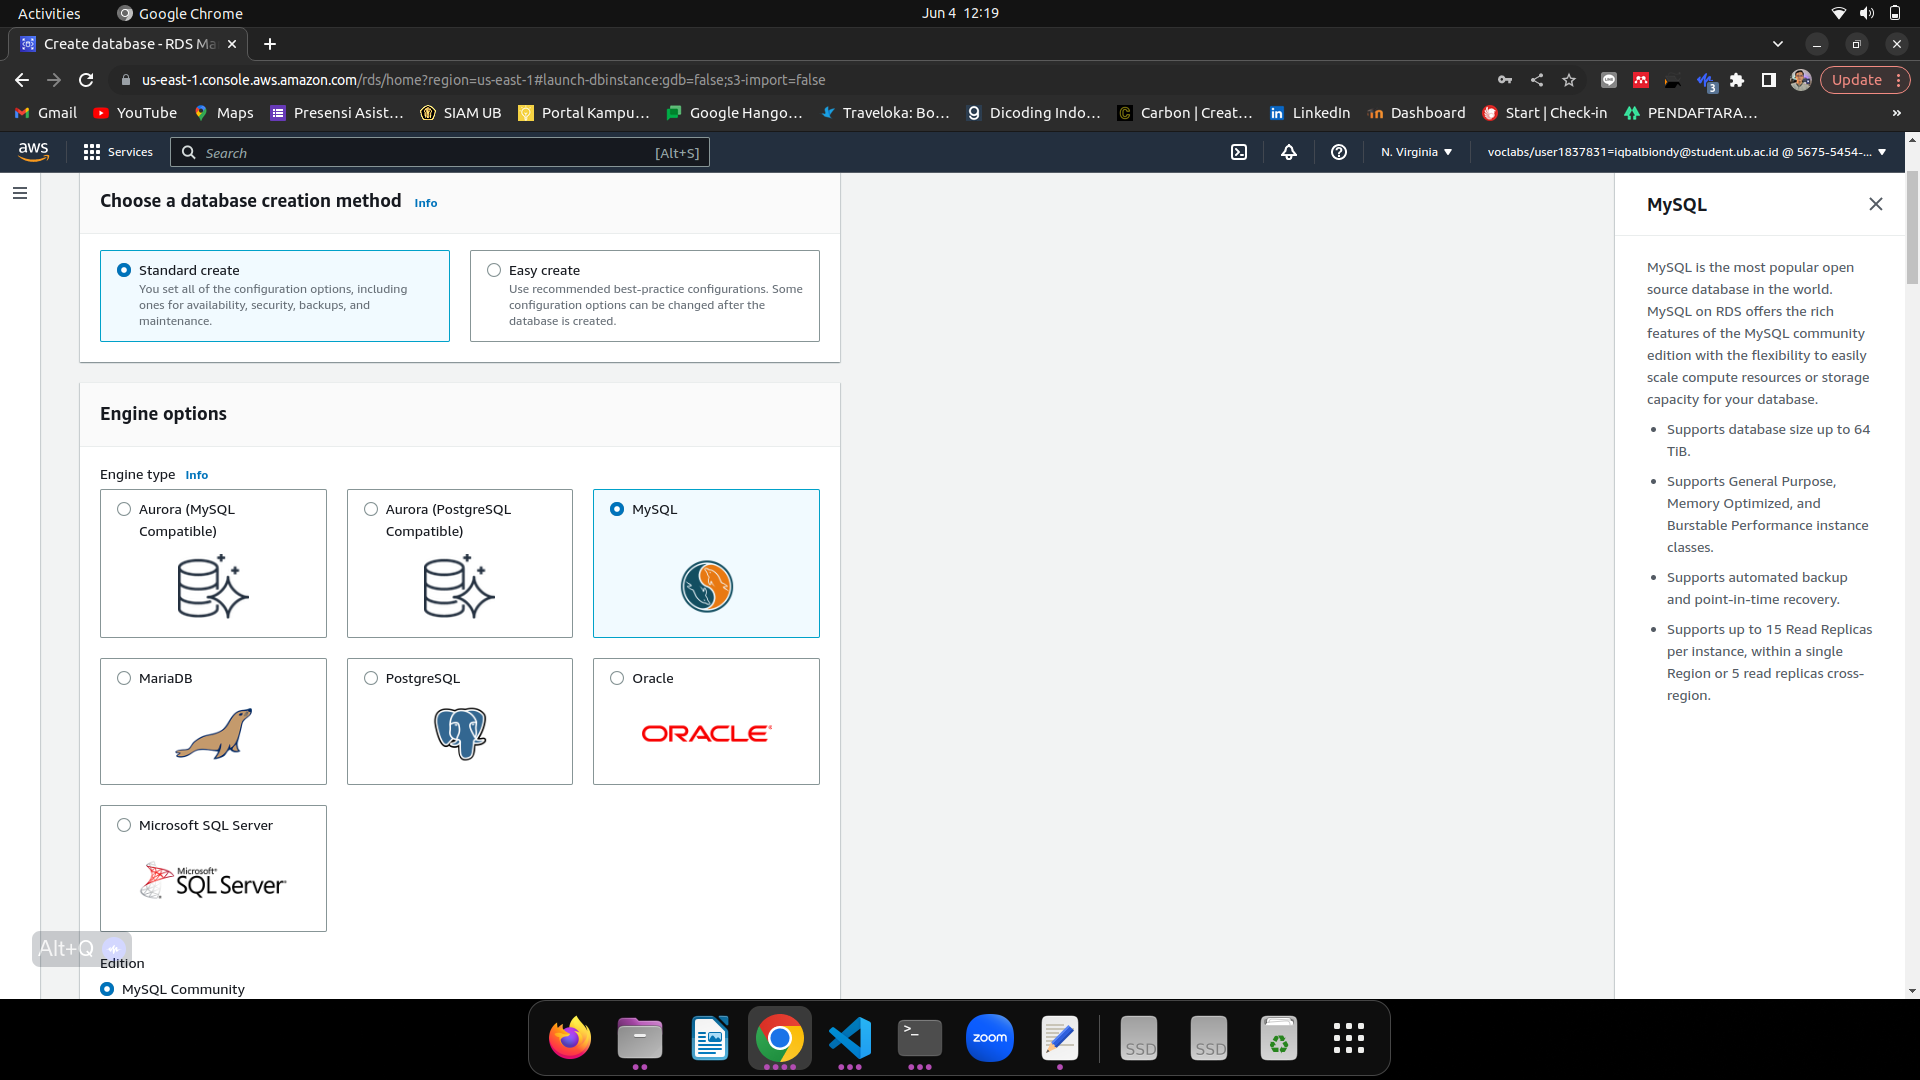 Activities
Google Chrome
Jun 4 12:19
Create database - RDS Ma
us-east-1.console.aws.amazon.com/rds/home?region=us-east-1#launch-dbinstance:gdb=false;s3-import=false
3
Update
Gmail
YouTube
Maps
Presensi Asist...
SIAM UB
Portal Kampu...
Google Hango...
Traveloka: Bo...
Dicoding Indo...
Carbon | Creat...
LinkedIn
Dashboard
Start | Check-in
PENDAFTARA...
»
aws
Services
Search
[Alt+S]
N. Virginia
voclabs/user1837831=iqbalbiondy@student.ub.ac.id @ 5675-5454-...
Choose a database creation method Info
Standard create
You set all of the configuration options, including
ones for availability, security, backups, and
maintenance.
Easy create
Use recommended best-practice configurations. Some
configuration options can be changed after the
database is created.
Engine options
Engine type Info
Aurora (MySQL
Compatible)
Aurora (PostgreSQL
Compatible)
MySQL
MariaDB
PostgreSQL
Oracle
ORACLE
Microsoft SQL Server
Microsoft
SQL Server
Alt+Q
Edition
MySQL Community
MySQL
MySQL is the most popular open
source database in the world.
MySQL on RDS offers the rich
features of the MySQL community
edition with the flexibility to easily
scale compute resources or storage
capacity for your database.
• Supports database size up to 64
TiB.
• Supports General Purpose,
Memory Optimized, and
Burstable Performance instance
classes.
• Supports automated backup
and point-in-time recovery.
• Supports up to 15 Read Replicas
per instance, within a single
Region or 5 read replicas cross-
region.
>_
zoom
SSD
SSD